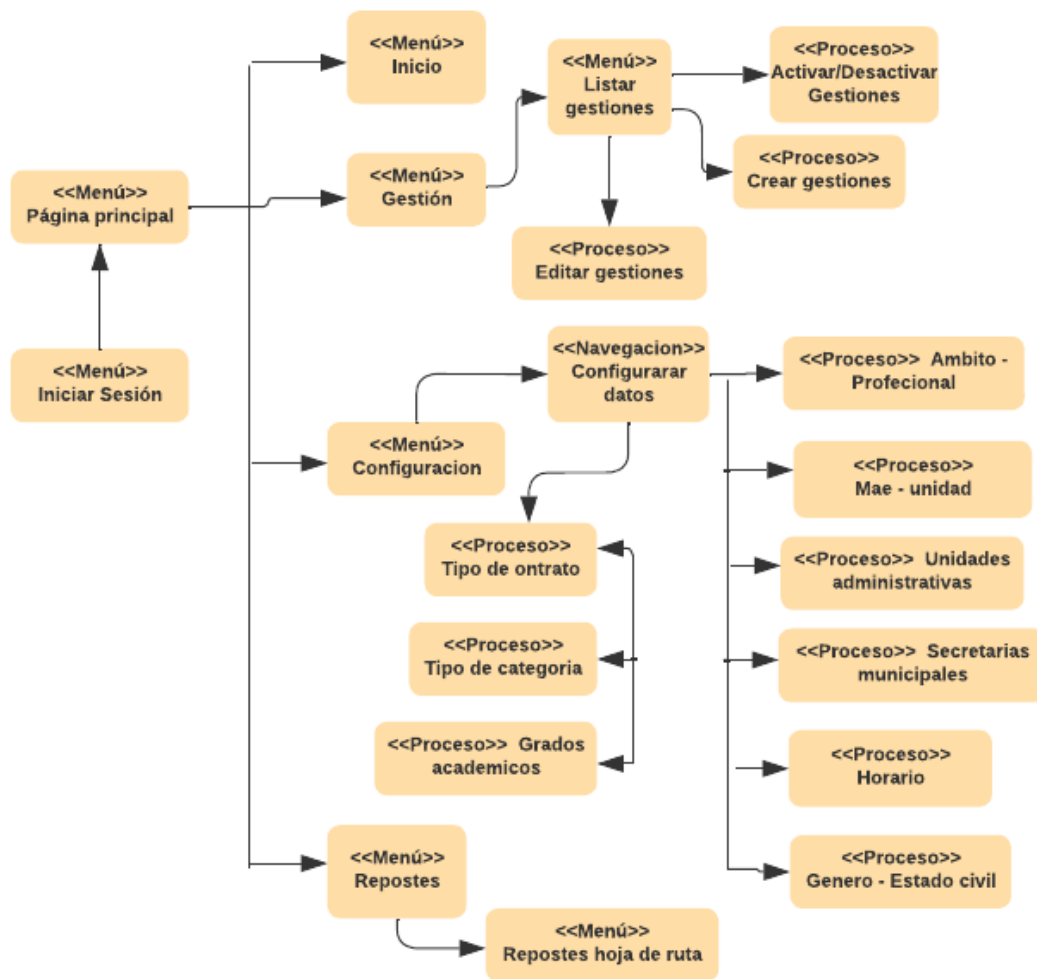 <<Menú>>
Inicio
<<Menú>>
Listar
gestiones
<<Proceso>>
Activar/Desactivar
Gestiones
<<Menú>>
Gestión
<<Proceso>>
Crear gestiones
<<Menú>>
Página principal
<<Proceso>>
Editar gestiones
<<Menú>>
Iniciar Sesión
<<Navegacion>>
Configurarar
datos
<<Proceso>> Ambito -
Profecional
<<Menú>>
Configuracion
<<Proceso>>
Mae - unidad
<<Proceso>>
Tipo de ontrato
<<Proceso>> Unidades
administrativas
<<Proceso>>
Tipo de categoria
<<Proceso>> Secretarias
municipales
<<Proceso>> Grados
academicos
<<Proceso>>
Horario
<<Menú>>
Repostes
<<Proceso>>
Genero - Estado civil
<<Menú>>
Repostes hoja de ruta